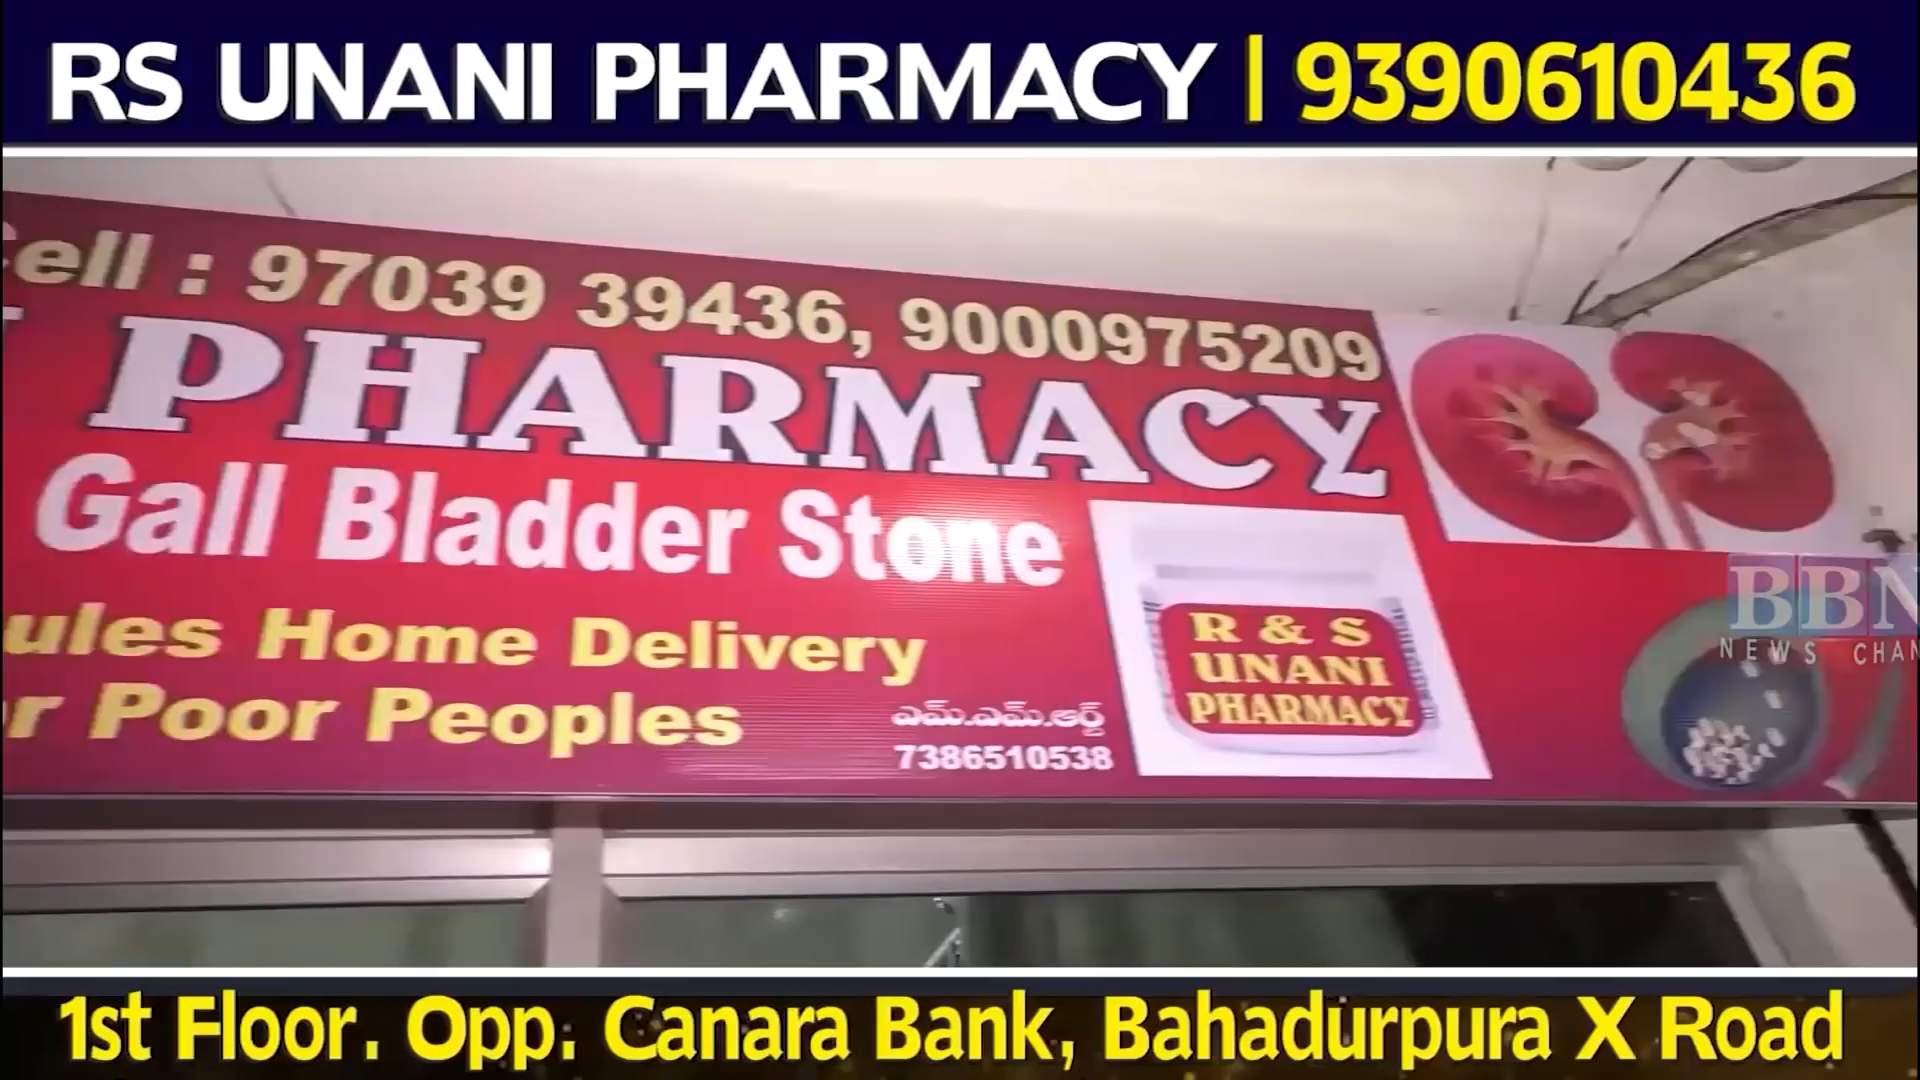 RS UNANI PHARMACY | 9390610436
ell : 97039 39436, 9000975209
PHARMACY
Gall Bladder Stone
ules Home Delivery
r Poor Peoples
ఎమ్.ఎమ్.ఆర్ట్
7386510538
R & S
UNANI
PHARMACY
BBN
NEWS CHAN
1st Floor. Opp. Canara Bank, Bahadurpura X Road